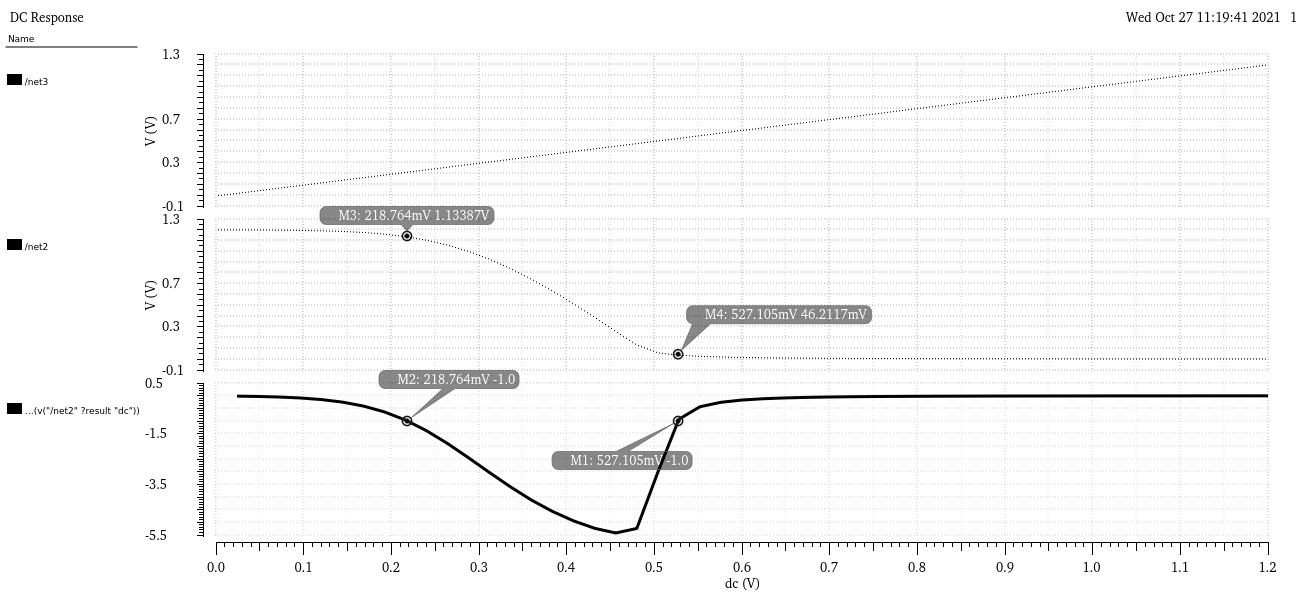 DC Response
Wed Oct 27 11:19:41 2021 1
Name
/net3
1.3
0.7
0.3
-0.1
V (V)
M3: 218.764mV 1.13387V
/net2
1.3
0.7
0.3
-0.1
V (V)
M4: 527.105mV 46.2117mV
...(v("/net2" ?result "dc"))
0.5
-1.5
-3.5
-5.5
M2: 218.764mV -1.0
M1: 527.105mV -1.0
0.0 0.1 0.2 0.3 0.4 0.5 0.6 0.7 0.8 0.9 1.0 1.1 1.2
dc (V)